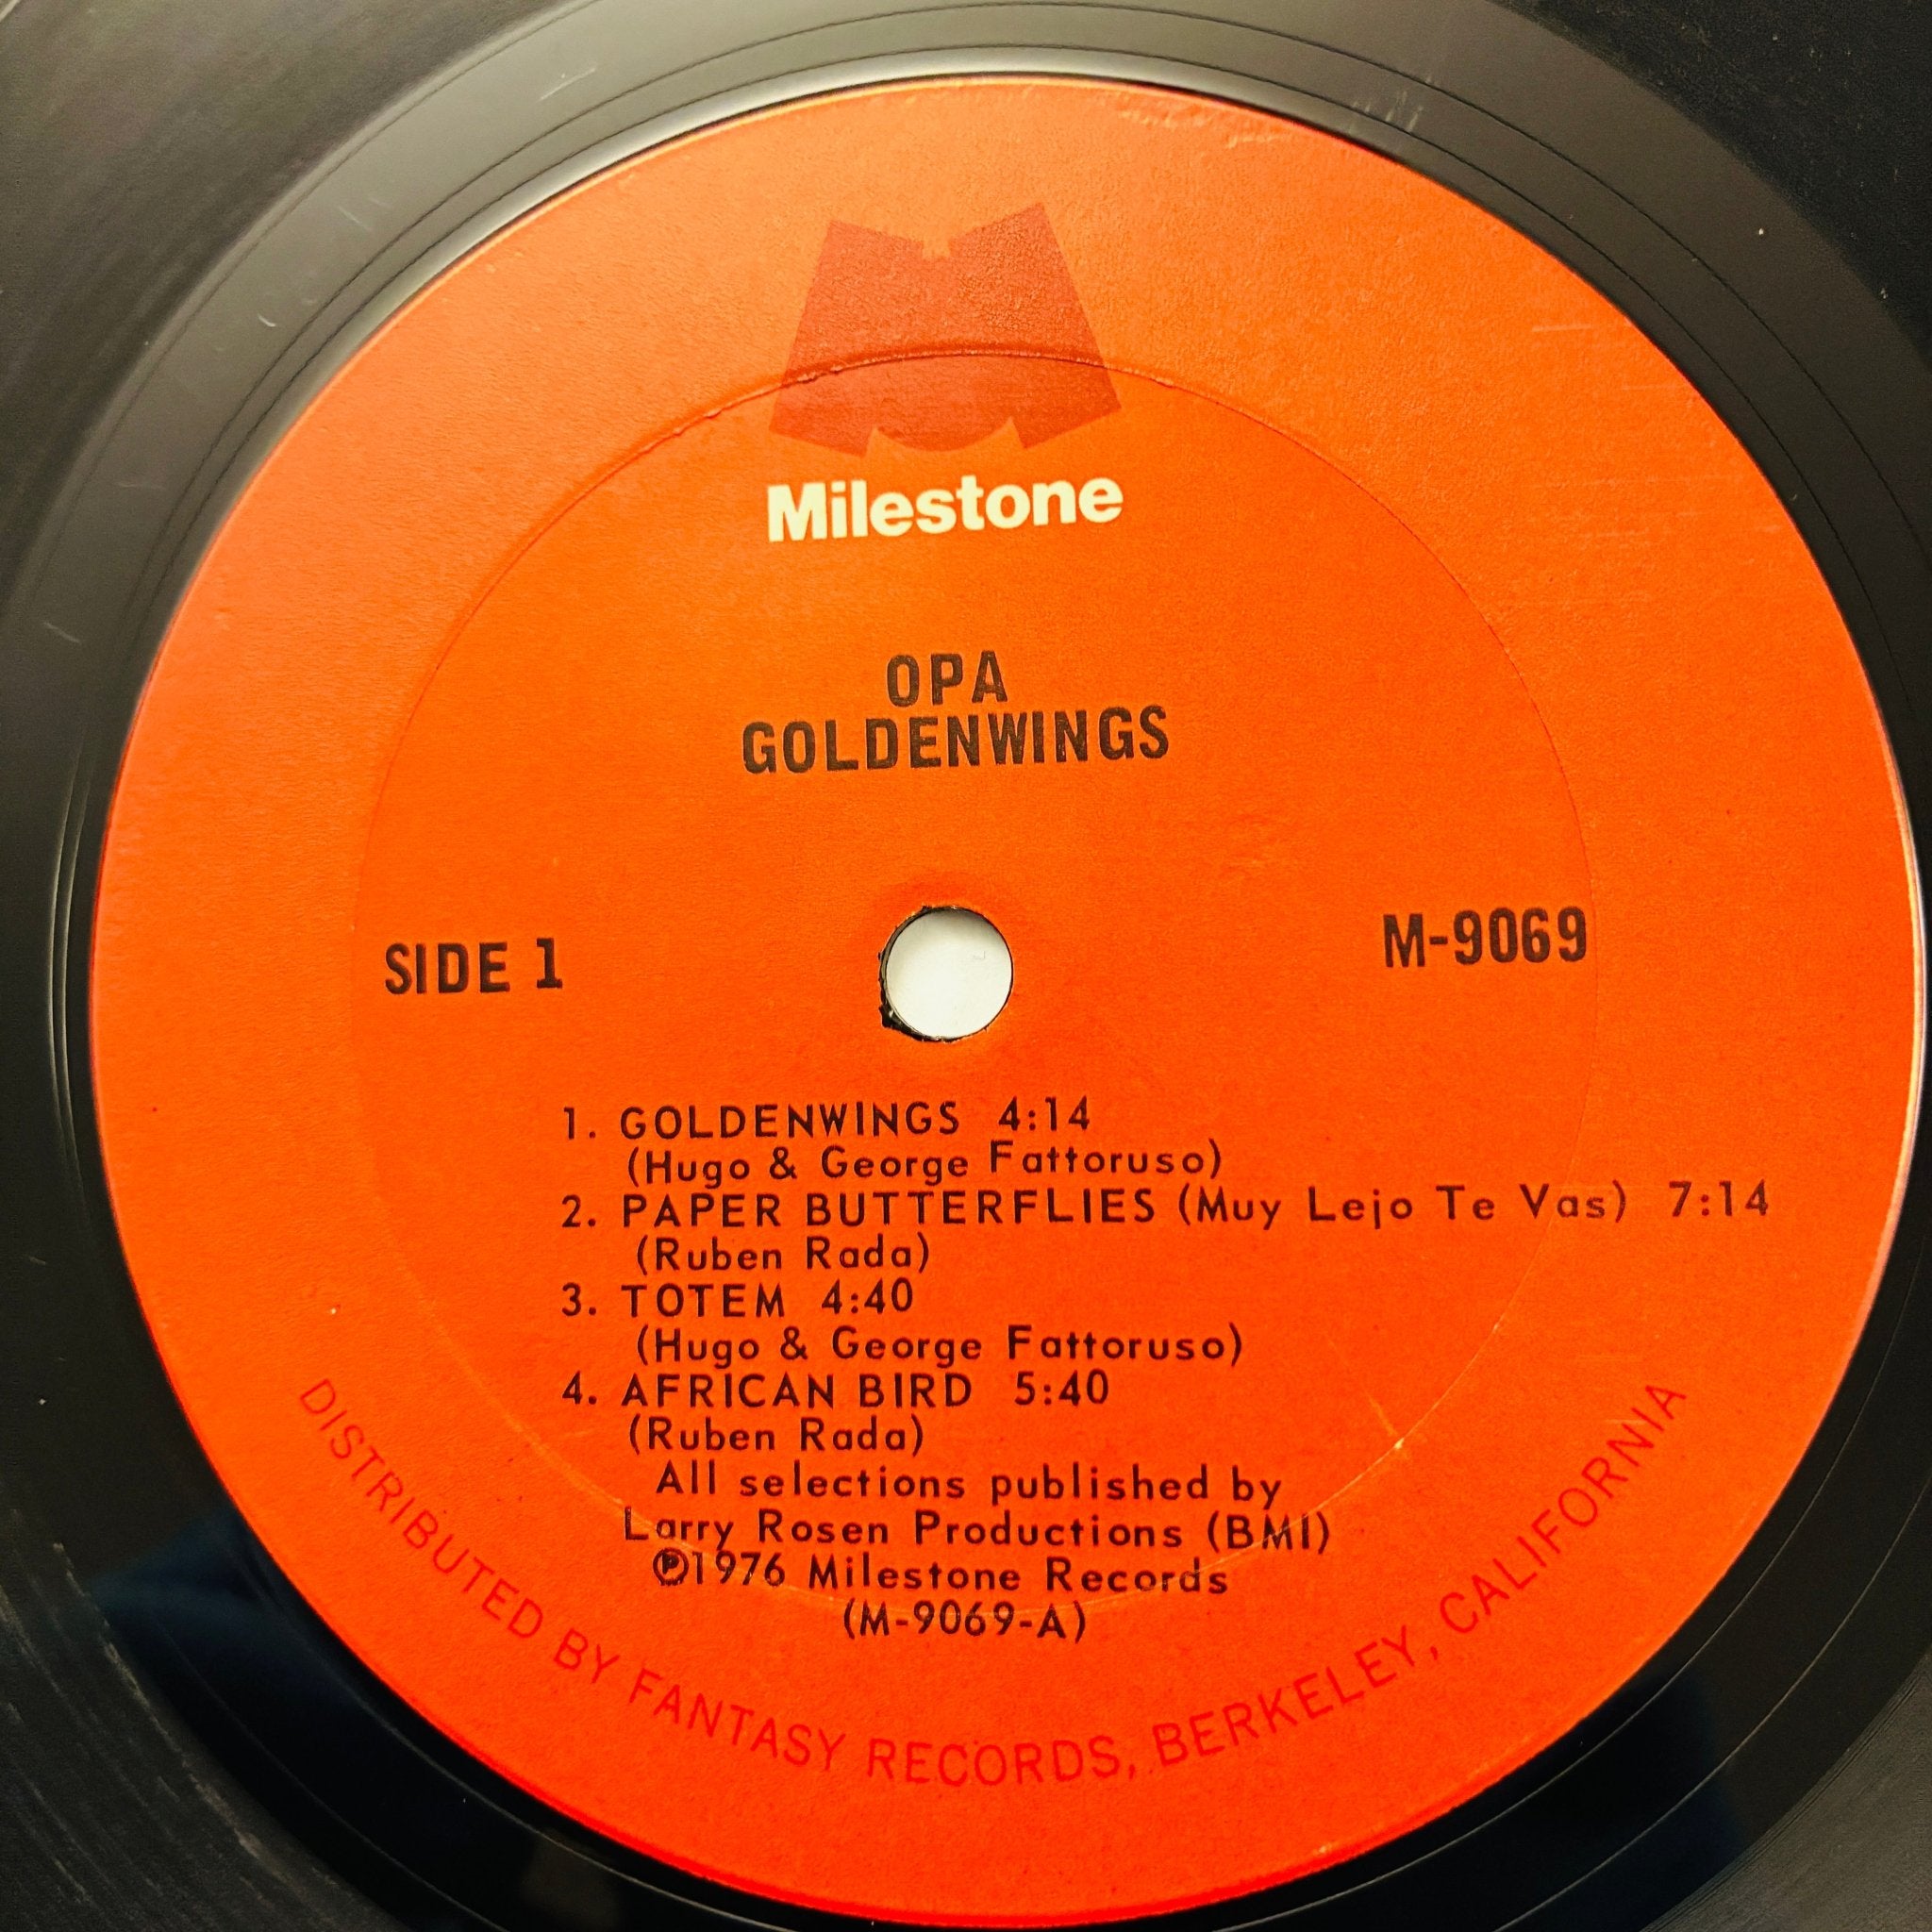 Milestone
OPA
GOLDENWINGS
SIDE 1
M-9069
1. GOLDENWINGS 4:14
(Hugo & George Fattoruso)
2. PAPER BUTTERFLIES (Muy Lejo Te Vas) 7:14
(Ruben Rada)
3. TOTEM 4:40
(Hugo & George Fattoruso)
4. AFRICAN BIRD 5:40
(Ruben Rada)
All selections published by
Larry Rosen Productions (BMI)
℗1976 Milestone Records
(M-9069-A)
DISTRIBUTED BY FANTASY RECORDS, BERKELEY, CALIFORNIA